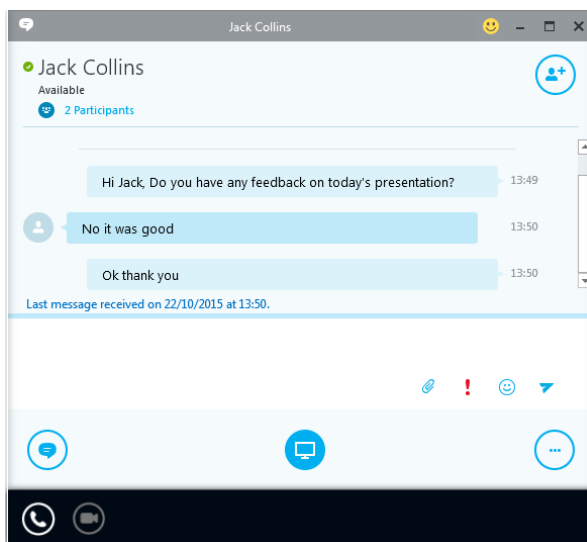 Jack Collins
Jack Collins
Available
2 Participants
Hi Jack, Do you have any feedback on today's presentation?
13:49
No it was good
13:50
Ok thank you
13:50
Last message received on 22/10/2015 at 13:50.